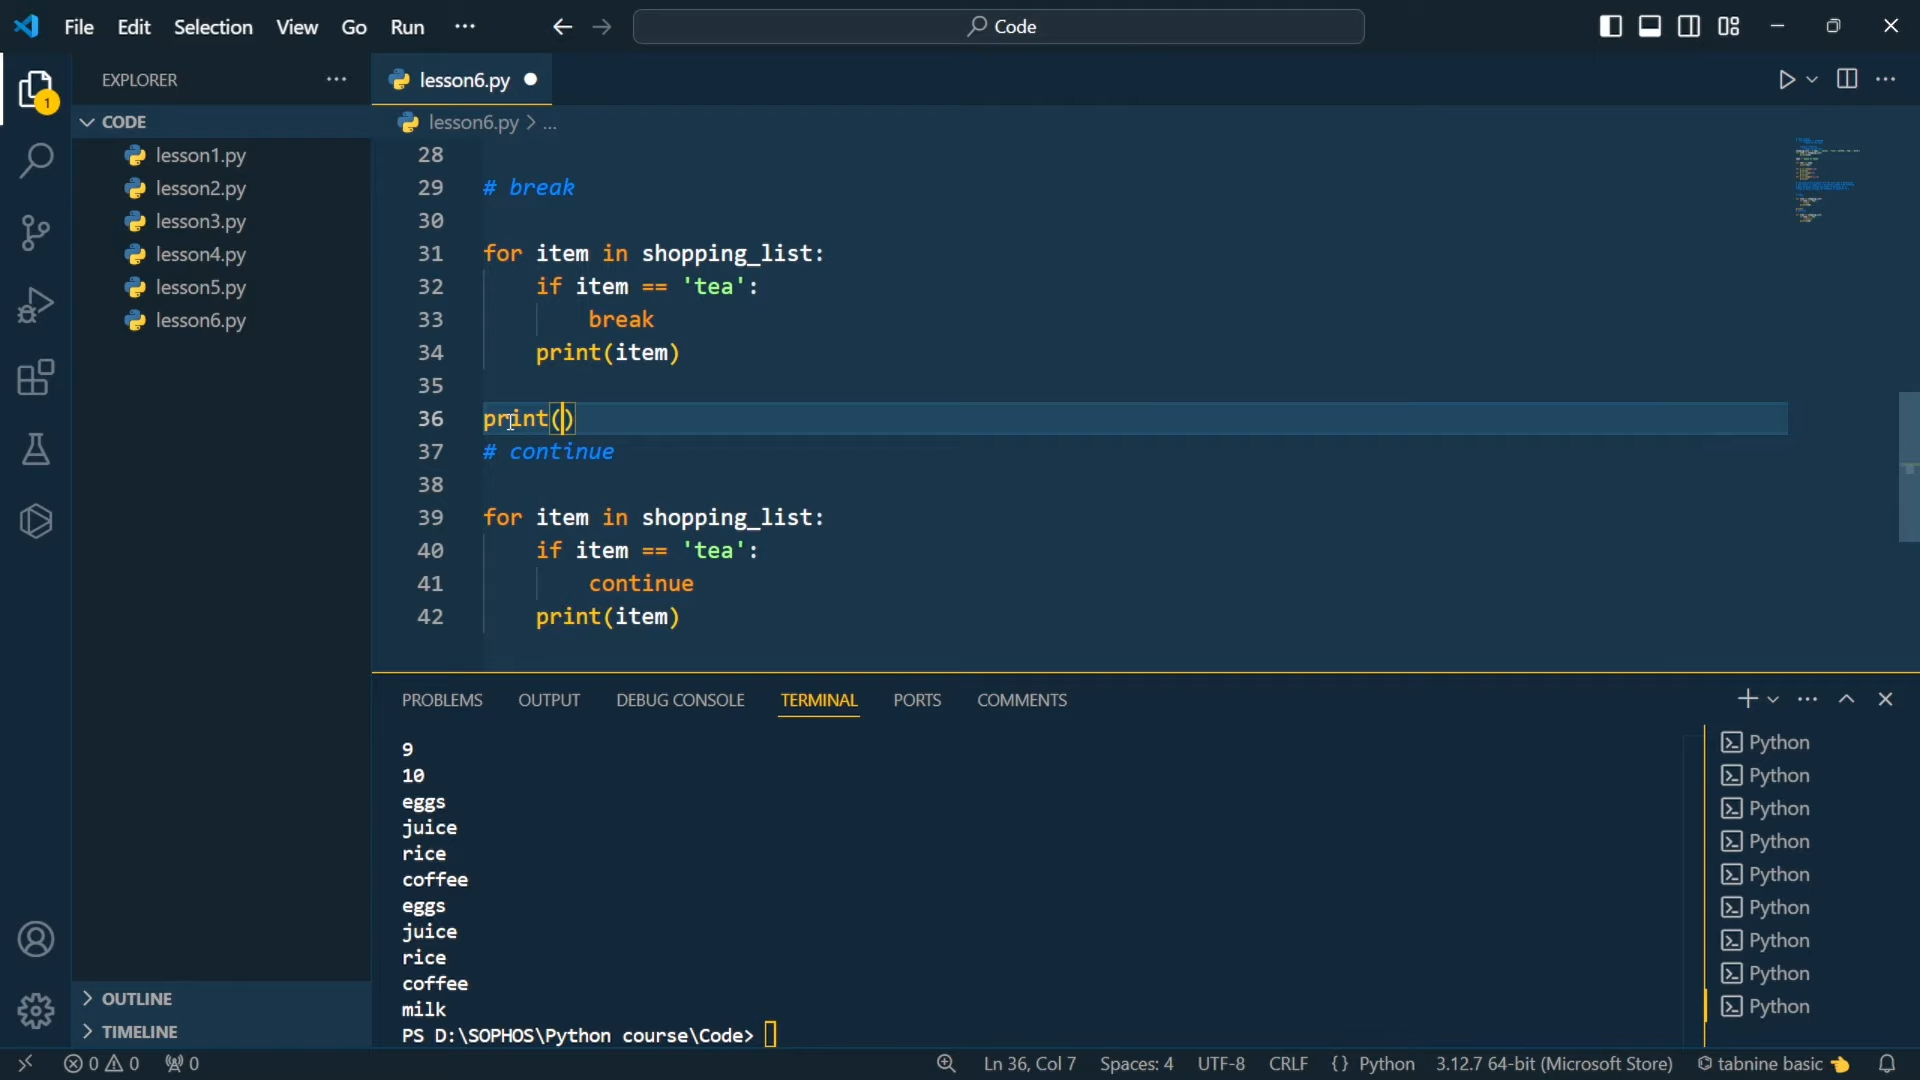 File Edit Selection View Go Run ... Code
EXPLORER ...
lesson6.py
1
CODE
lesson6.py > ...
lesson1.py
lesson2.py
lesson3.py
lesson4.py
lesson5.py
lesson6.py
28
29 # break
30
31 for item in shopping_list:
32 if item == 'tea':
33 break
34 print(item)
35
36 print()
37 # continue
38
39 for item in shopping_list:
40 if item == 'tea':
41 continue
42 print(item)
PROBLEMS OUTPUT DEBUG CONSOLE TERMINAL PORTS COMMENTS
9
10
eggs
juice
rice
coffee
eggs
juice
rice
coffee
milk
PS D:\SOPHOS\Python course\Code>
Python
Python
Python
Python
Python
Python
Python
Python
Python
OUTLINE
TIMELINE
0 0 0 Ln 36, Col 7 Spaces: 4 UTF-8 CRLF {} Python 3.12.7 64-bit (Microsoft Store) tabnine basic